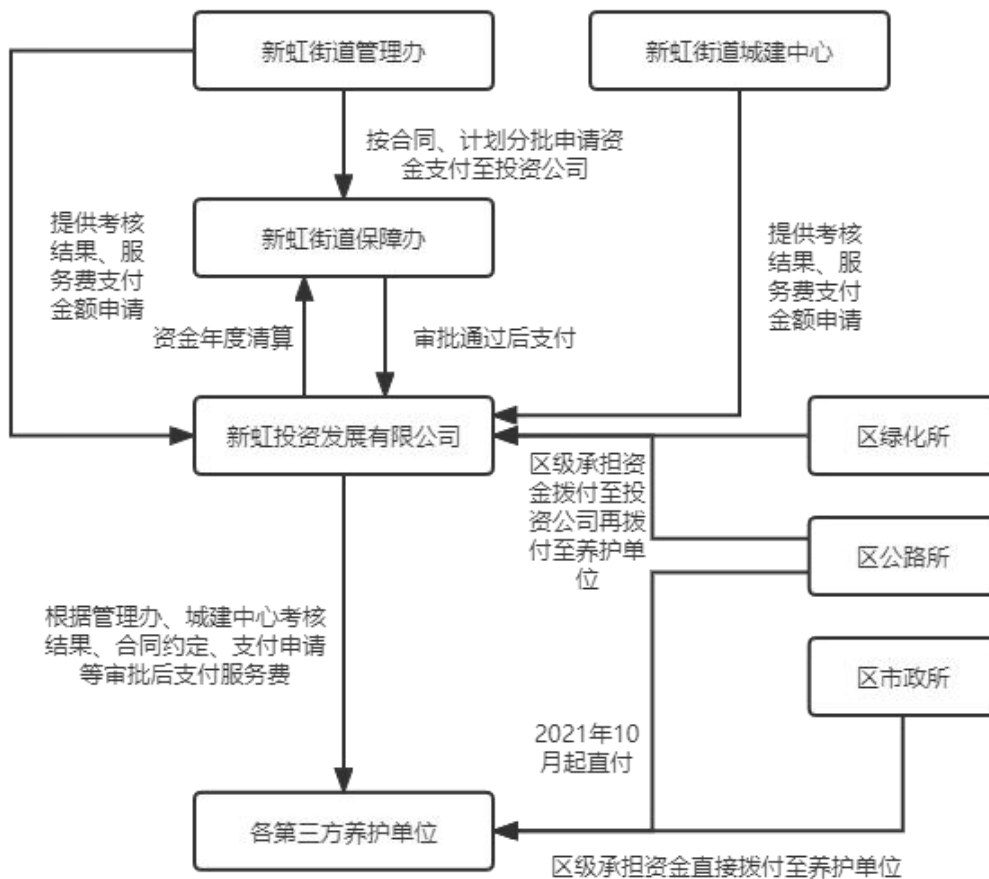 新虹街道管理办
新虹街道城建中心
按合同、计划分批申请资
金支付至投资公司
提供考核
结果、服
务费支付
金额申请
新虹街道保障办
提供考核
结果、服
务费支付
金额申请
资金年度清算
审批通过后支付
新虹投资发展有限公司
区绿化所
区级承担资
金拨付至投
资公司再拨
付至养护单
位
区公路所
根据管理办、城建中心考核
结果、合同约定、支付申请
等审批后支付服务费
区市政所
2021年10
月起直付
各第三方养护单位
区级承担资金直接拨付至养护单位